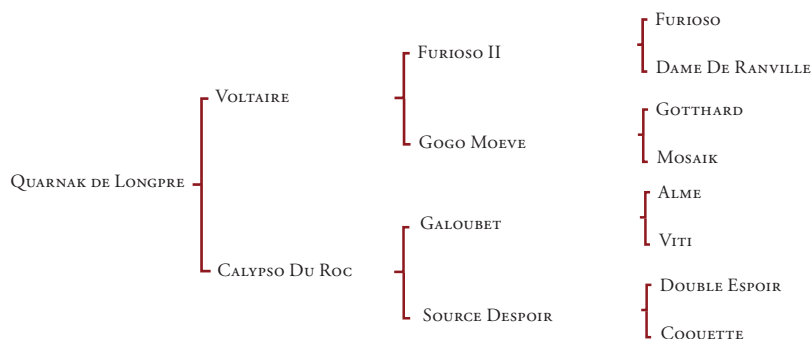 Furioso
Furioso II
Dame De Ranville
Voltaire
Gotthard
Gogo Moeve
Mosaik
Quarnak de Longpre
Alme
Galoubet
Viti
Calypso Du Roc
Double Espoir
Source Despoir
Coquette